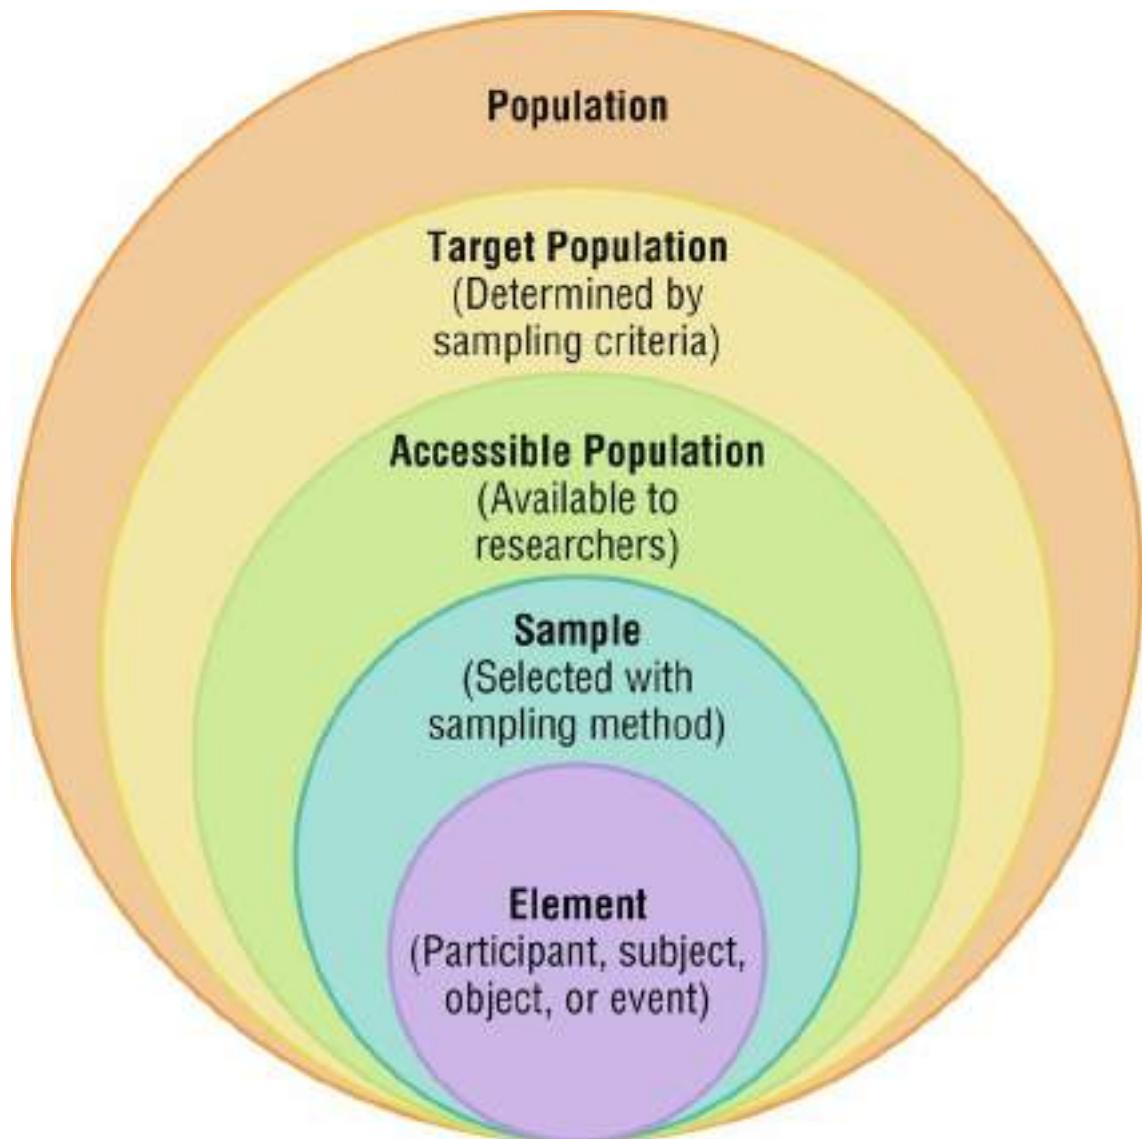 Population
Target Population
(Determined by
sampling criteria)
Accessible Population
(Available to
researchers)
Sample
(Selected with
sampling method)
Element
(Participant, subject,
object, or event)